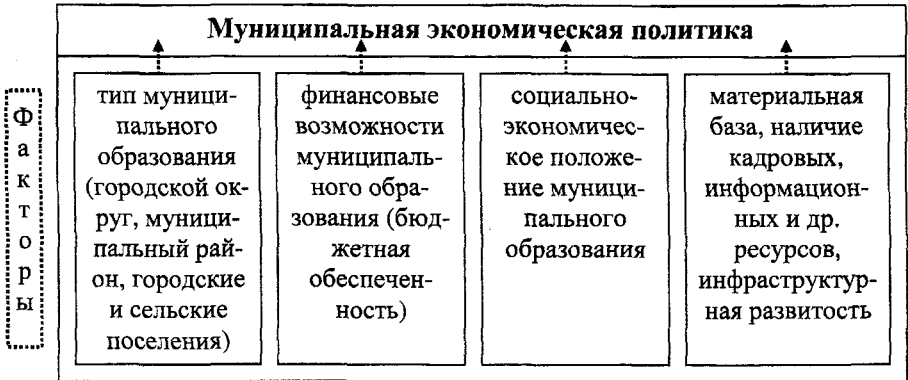 Муниципальная экономическая политика
Факторы
тип муници-
пального
образования
(городской ок-
руг, муници-
пальный рай-
он, городские
и сельские
поселения)
финансовые
возможности
муниципаль-
ного обра-
зования (бюд-
жетная
обеспечен-
ность)
социально-
экономичес-
кое положе-
ние муници-
пального
образования
материальная
база, наличие
кадровых,
информацион-
ных и др.
ресурсов,
инфраструктур-
ная развитость